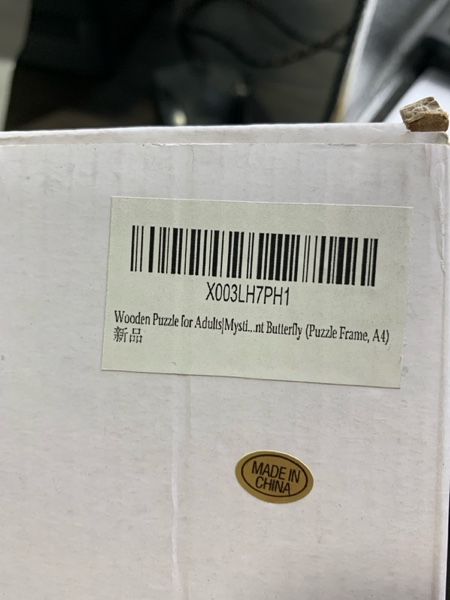 X003LH7PH1
Wooden Puzzle for Adults|Mysti...nt Butterfly (Puzzle Frame, A4)
新品
MADE IN
CHINA